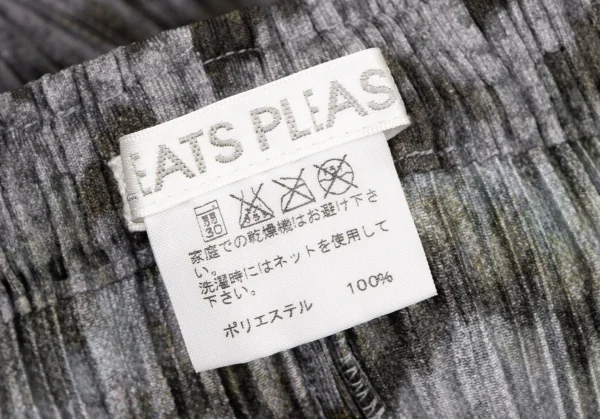 EATS PLEAS
30
家庭での乾燥機はお避け下さ
い。
洗濯時にはネットを使用して
下さい。
ポリエステル 100%